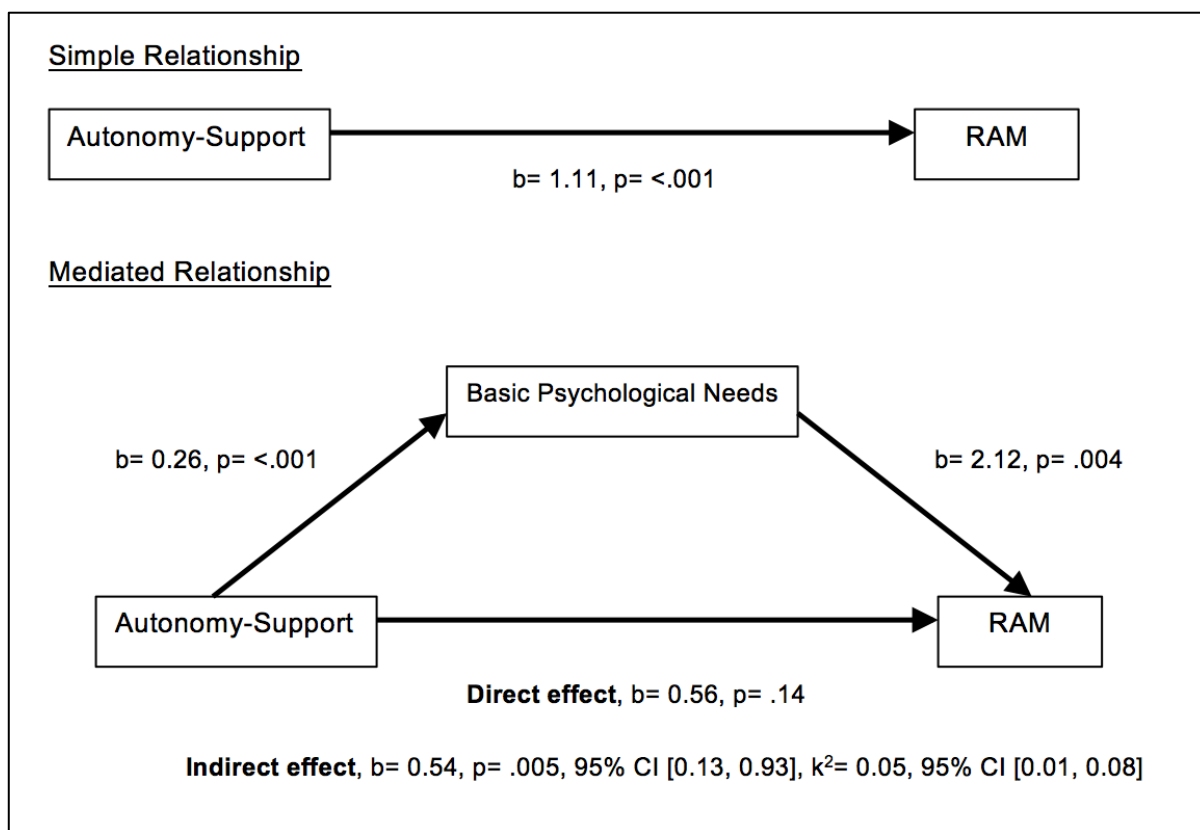 Simple Relationship
Autonomy-Support
RAM
b= 1.11, p= <.001
Mediated Relationship
Basic Psychological Needs
b= 0.26, p= <.001
b= 2.12, p= .004
Autonomy-Support
RAM
Direct effect, b= 0.56, p= .14
Indirect effect, b= 0.54, p= .005, 95% CI [0.13, 0.93], k²= 0.05, 95% CI [0.01, 0.08]